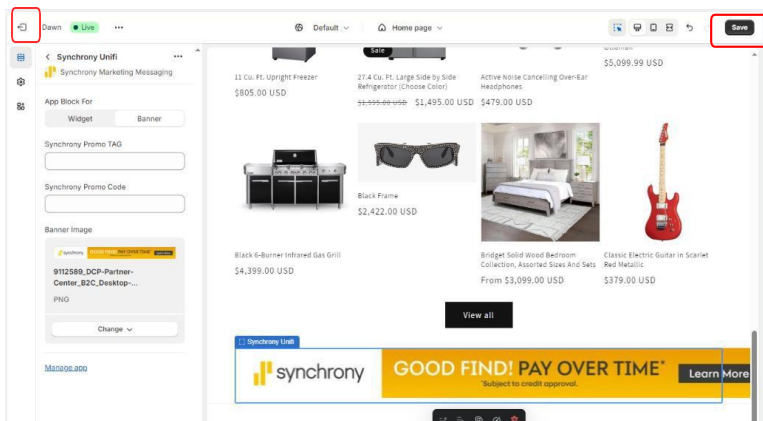 Dawn Live ...
Default
Home page
Save
Synchrony Unifi
Synchrony Marketing Messaging
App Block For
Widget Banner
Synchrony Promo TAG
Synchrony Promo Code
Banner Image
synchrony GOOD FIND! PAY OVER TIME*
9112589_DCP-Partner-
Center_B2C_Desktop-...
PNG
Change
Manage app
Sale
$5,099.99 USD
11 Cu. Ft. Upright Freezer
$805.00 USD
27.4 Cu. Ft. Large Side by Side
Refrigerator (Choose Color)
$1,595.00 USD $1,495.00 USD
Active Noise Cancelling Over-Ear
Headphones
$479.00 USD
Black 6-Burner Infrared Gas Grill
$4,399.00 USD
Black Frame
$2,422.00 USD
Bridget Solid Wood Bedroom
Collection, Assorted Sizes And Sets
From $3,099.00 USD
Classic Electric Guitar in Scarlet
Red Metallic
$379.00 USD
View all
Synchrony Unifi
synchrony
GOOD FIND! PAY OVER TIME*
*Subject to credit approval.
Learn More